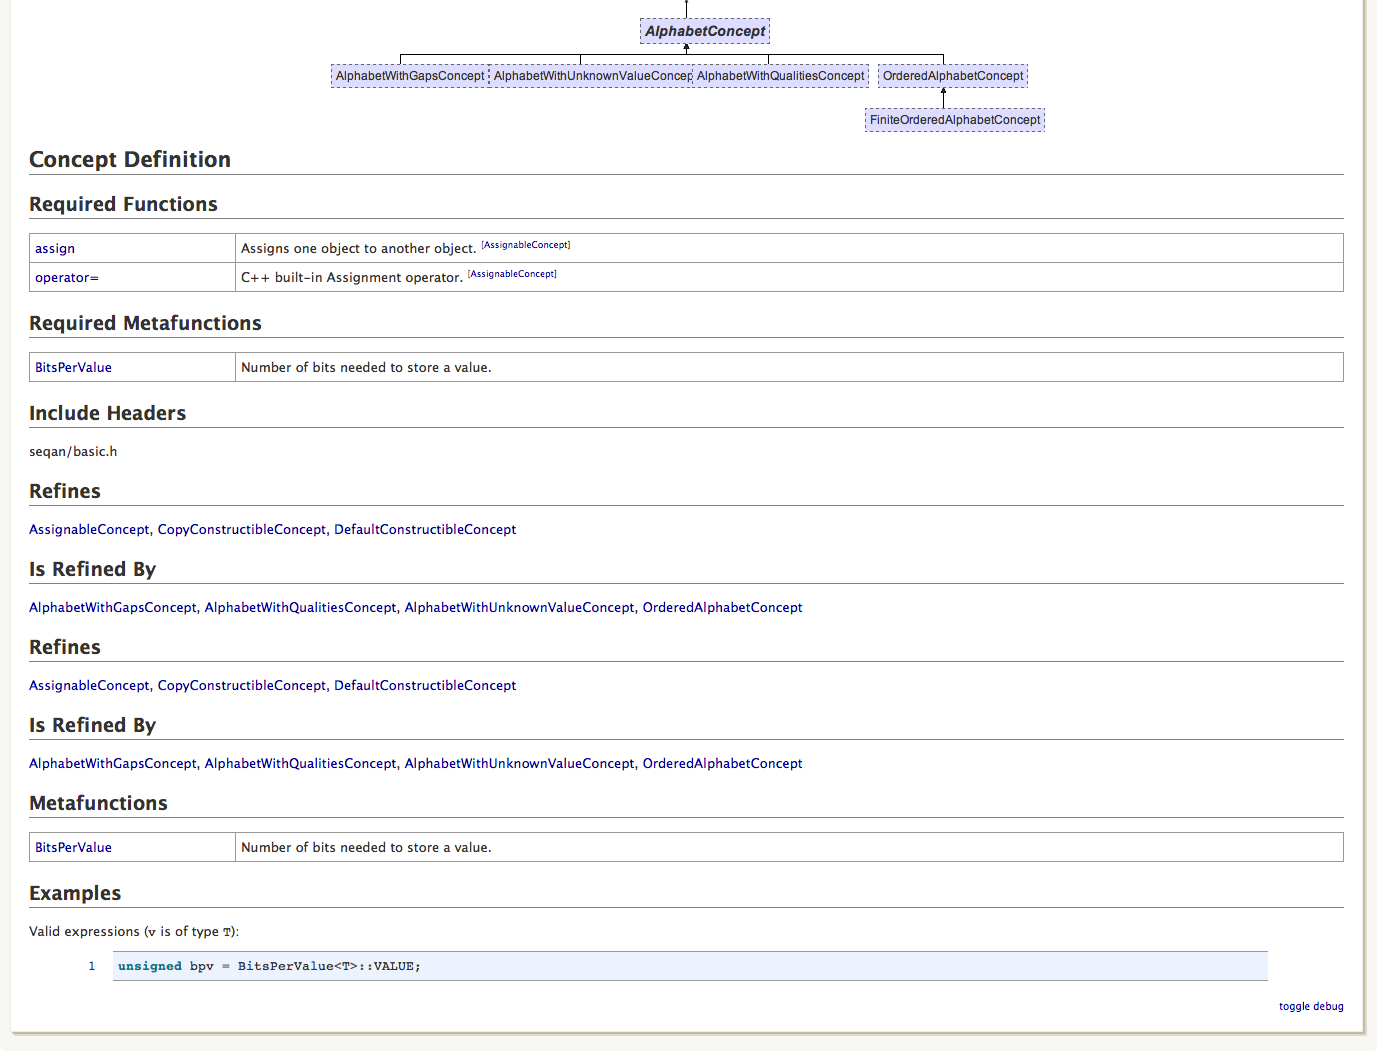 AlphabetConcept
AlphabetWithGapsConcept AlphabetWithUnknownValueConcep AlphabetWithQualitiesConcept OrderedAlphabetConcept
FiniteOrderedAlphabetConcept
Concept Definition
Required Functions
assign Assigns one object to another object. [AssignableConcept]
operator= C++ built-in Assignment operator. [AssignableConcept]
Required Metafunctions
BitsPerValue Number of bits needed to store a value.
Include Headers
seqan/basic.h
Refines
AssignableConcept, CopyConstructibleConcept, DefaultConstructibleConcept
Is Refined By
AlphabetWithGapsConcept, AlphabetWithQualitiesConcept, AlphabetWithUnknownValueConcept, OrderedAlphabetConcept
Refines
AssignableConcept, CopyConstructibleConcept, DefaultConstructibleConcept
Is Refined By
AlphabetWithGapsConcept, AlphabetWithQualitiesConcept, AlphabetWithUnknownValueConcept, OrderedAlphabetConcept
Metafunctions
BitsPerValue Number of bits needed to store a value.
Examples
Valid expressions (v is of type T):
1 unsigned bpv = BitsPerValue<T>::VALUE;
toggle debug